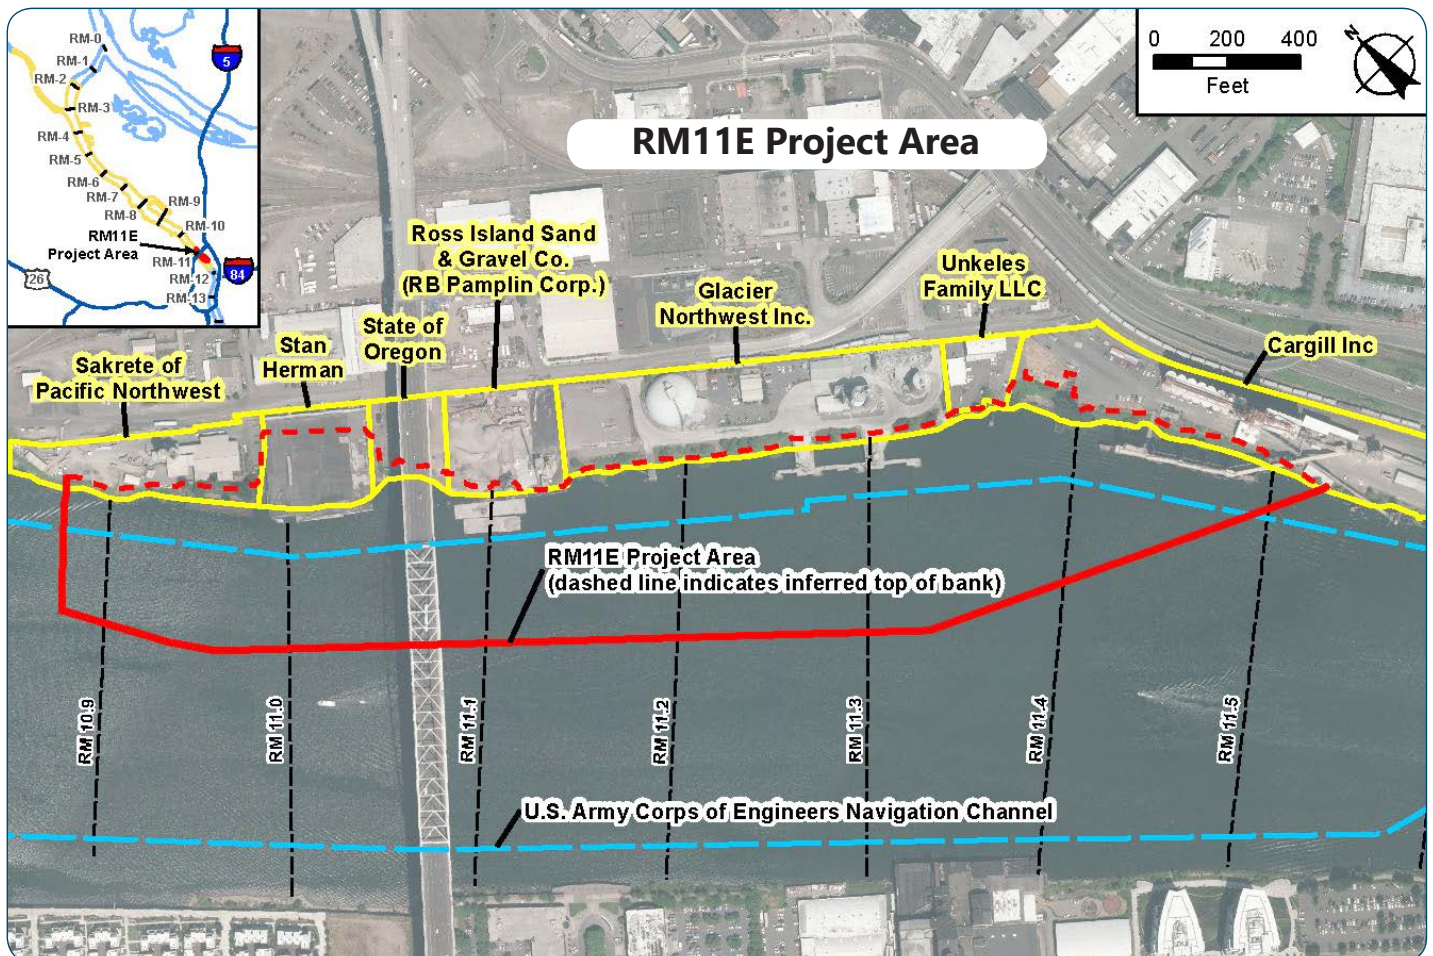 RM11E Project Area
0 200 400
Feet
N
RM-0
RM-1
RM-2
RM-3
RM-4
RM-5
RM-6
RM-7
RM-8
RM-9
RM-10
RM11E
Project Area
RM-11
RM-12
RM-13
5
84
26
Sakrete of
Pacific Northwest
Stan
Herman
State of
Oregon
Ross Island Sand
& Gravel Co.
(RB Pamplin Corp.)
Glacier
Northwest Inc.
Unkeles
Family LLC
Cargill Inc
RM11E Project Area
(dashed line indicates inferred top of bank)
RM 10.9
RM 11.0
RM 11.1
RM 11.2
RM 11.3
RM 11.4
RM 11.5
U.S. Army Corps of Engineers Navigation Channel